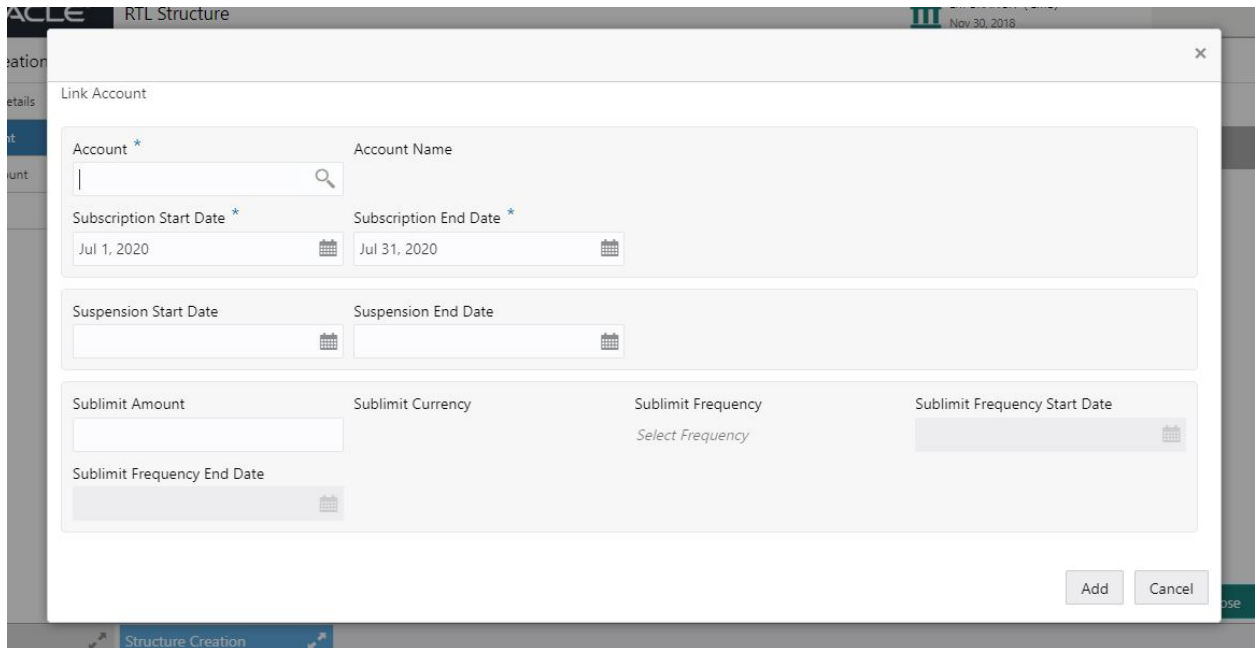 RTL Structure
Nov 30, 2018
Link Account
Account * Account Name
Subscription Start Date * Subscription End Date *
Jul 1, 2020 Jul 31, 2020
Suspension Start Date Suspension End Date
Sublimit Amount Sublimit Currency Sublimit Frequency Sublimit Frequency Start Date
Select Frequency
Sublimit Frequency End Date
Add Cancel
Structure Creation